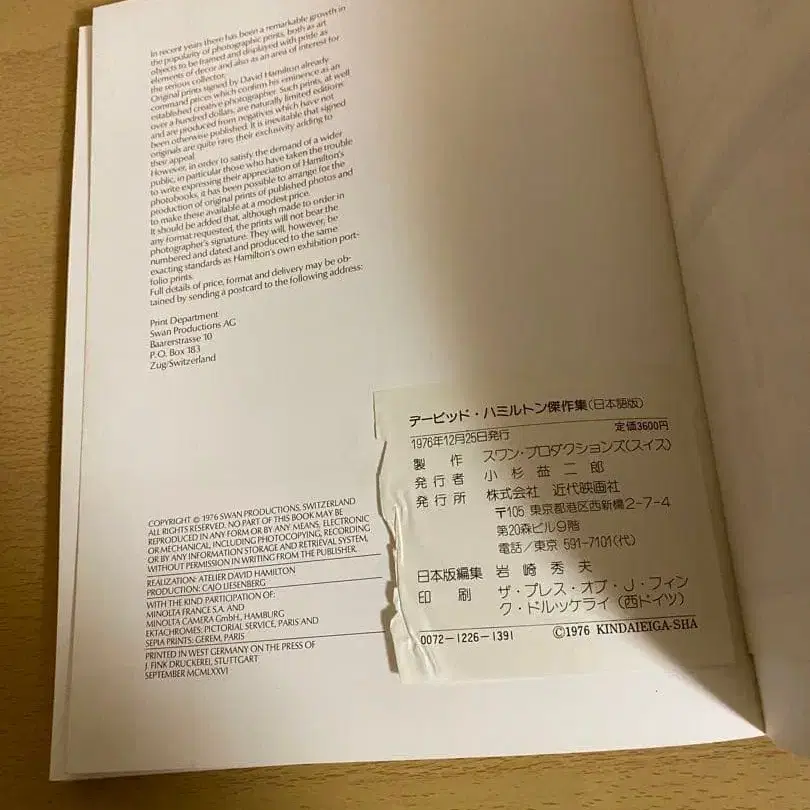 In recent years there has been a remarkable growth in
the popularity of photographic prints, both as art
objects to be framed and displayed with pride as
elements of decor and also as an area of interest for
the serious collector.
Original prints signed by David Hamilton already
command prices which confirm his eminence as an
established creative photographer. Such prints, at well
over a hundred dollars, are naturally limited editions
and are produced from negatives which have not
been otherwise published. It is inevitable that signed
originals are quite rare, their exclusivity adding to
their appeal.
However, in order to satisfy the demand of a wider
public, in particular those who have taken the trouble
to write expressing their appreciation of Hamilton's
photobooks, it has been possible to arrange for the
production of original prints of published photos and
to make these available at a modest price.
It should be added that, although made to order in
any format requested, the prints will not bear the
photographer's signature. They will, however, be
numbered and dated and produced to the same
exacting standards as Hamilton's own exhibition port-
folio prints.
Full details of price, format and delivery may be ob-
tained by sending a postcard to the following address:
Print Department
Swan Productions AG
Baarerstrasse 10
P.O. Box 183
Zug/Switzerland
COPYRIGHT © 1976 SWAN PRODUCTIONS, SWITZERLAND
ALL RIGHTS RESERVED. NO PART OF THIS BOOK MAY BE
REPRODUCED IN ANY FORM OR BY ANY MEANS, ELECTRONIC
OR MECHANICAL, INCLUDING PHOTOCOPYING, RECORDING
OR BY ANY INFORMATION STORAGE AND RETRIEVAL SYSTEM,
WITHOUT PERMISSION IN WRITING FROM THE PUBLISHER.
REALIZATION: ATELIER DAVID HAMILTON
PRODUCTION: CAJO LIESENBERG
WITH THE KIND PARTICIPATION OF:
MINOLTA FRANCE S.A. AND
MINOLTA CAMERA GmbH., HAMBURG
EKTACHROMES: PICTORIAL SERVICE, PARIS AND
SEPIA PRINTS: GEREM, PARIS
PRINTED IN WEST GERMANY ON THE PRESS OF
J. FINK DRUCKEREI, STUTTGART
SEPTEMBER MCMLXXVI
デービッド・ハミルトン傑作集(日本語版)
1976年12月25日発行 定価3600円
製 作 スワン・プロダクションズ(スイス)
発行者 小杉益二郎
発行所 株式会社 近代映画社
〒105 東京都港区西新橋2-7-4
第20森ビル9階
電話/東京 591-7101(代)
日本版編集 岩崎秀夫
印 刷 ザ・プレス・オブ・J・フィン
ク・ドルッケライ(西ドイツ)
0072-1226-1391 ©1976 KINDAIEIGA-SHA